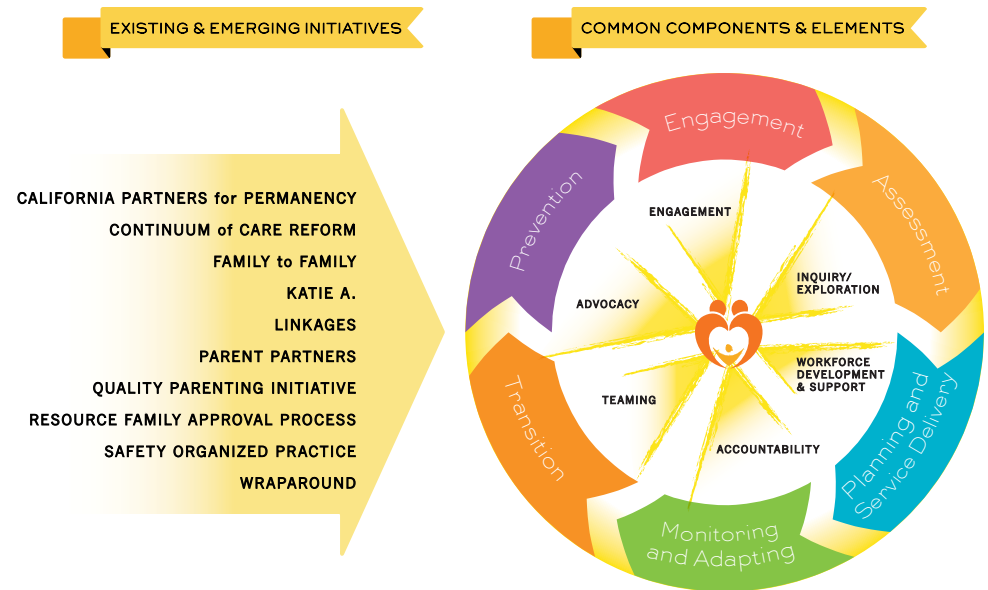 EXISTING & EMERGING INITIATIVES
CALIFORNIA PARTNERS for PERMANENCY
CONTINUUM of CARE REFORM
FAMILY to FAMILY
KATIE A.
LINKAGES
PARENT PARTNERS
QUALITY PARENTING INITIATIVE
RESOURCE FAMILY APPROVAL PROCESS
SAFETY ORGANIZED PRACTICE
WRAPAROUND
COMMON COMPONENTS & ELEMENTS
Engagement
Assessment
Planning and
Service Delivery
Monitoring
and Adapting
Transition
Prevention
ENGAGEMENT
INQUIRY/
EXPLORATION
WORKFORCE
DEVELOPMENT
& SUPPORT
ACCOUNTABILITY
TEAMING
ADVOCACY